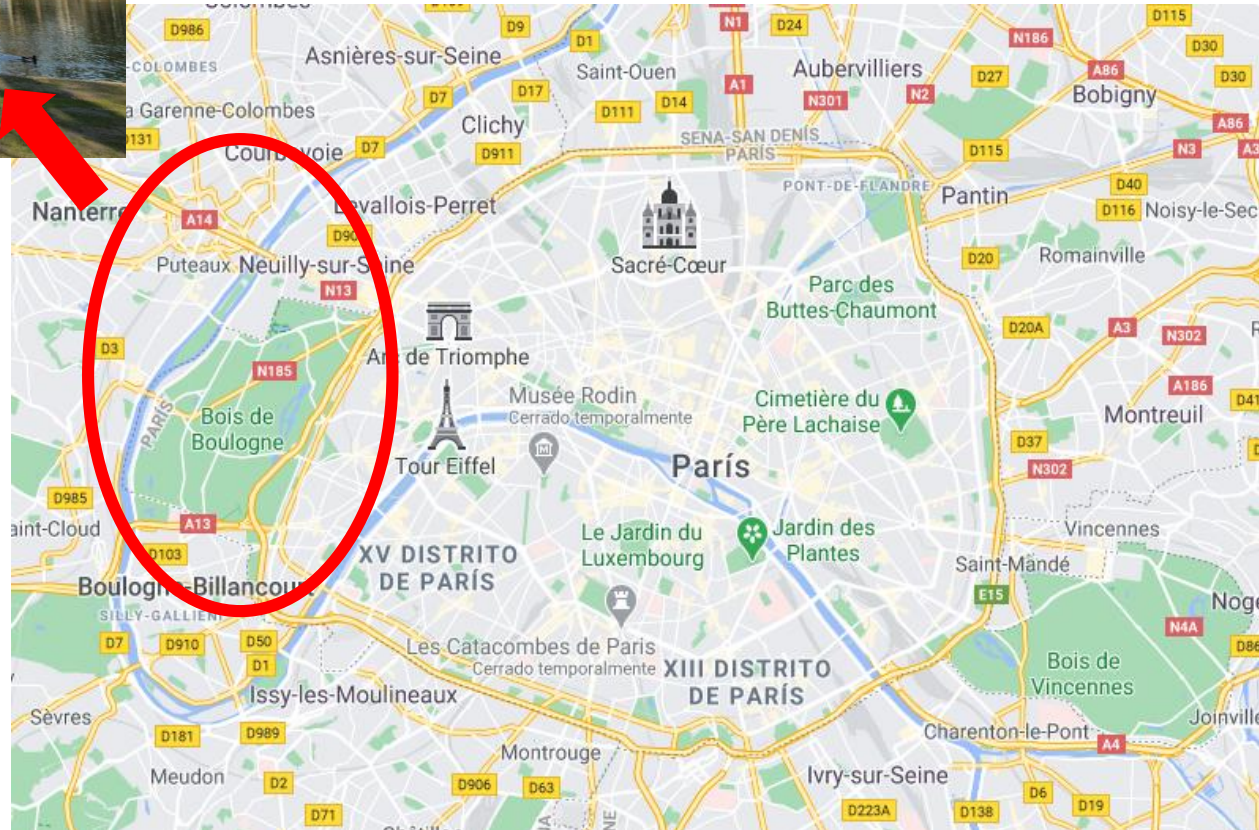 D986
D9
N1
D24
D115
D1
N186
D30
Asnières-sur-Seine
-COLOMBES
Saint-Ouen
Aubervilliers
D27
A86
D30
A1
D7
D17
D111
D14
N301
N2
Bobigny
a Garenne-Colombes
Clichy
A86
D131
Courbevoie
D7
D911
SENA-SAN DENÍS
PARÍS
D115
N3
A3
PONT-DE-FLANDRE
Pantin
D40
Nanterre
A14
Levallois-Perret
D116
Noisy-le-Sec
D90
Puteaux
Neuilly-sur-Seine
Sacré-Cœur
D20
Romainville
N13
Parc des
Buttes-Chaumont
D20A
A3
N302
D3
Arc de Triomphe
N185
Musée Rodin
Cerrado temporalmente
Cimetière du
Père Lachaise
A186
D41
Montreuil
PARÍS
Bois de
Boulogne
D37
Tour Eiffel
París
N302
D985
aint-Cloud
A13
Le Jardin du
Luxembourg
Jardin des
Plantes
Vincennes
D103
XV DISTRITO
DE PARÍS
Saint-Mandé
Boulogne-Billancourt
E15
Noge
SILLY-GALLIENI
N4A
D7
D910
D50
Les Catacombes de Paris
Cerrado temporalmente
XIII DISTRITO
DE PARÍS
D86
D1
Bois de
Vincennes
Issy-les-Moulineaux
Sèvres
Joinville
D181
D989
Charenton-le-Pont
A4
Montrouge
Meudon
D2
D906
D63
Ivry-sur-Seine
D6
D19
D71
D223A
D138